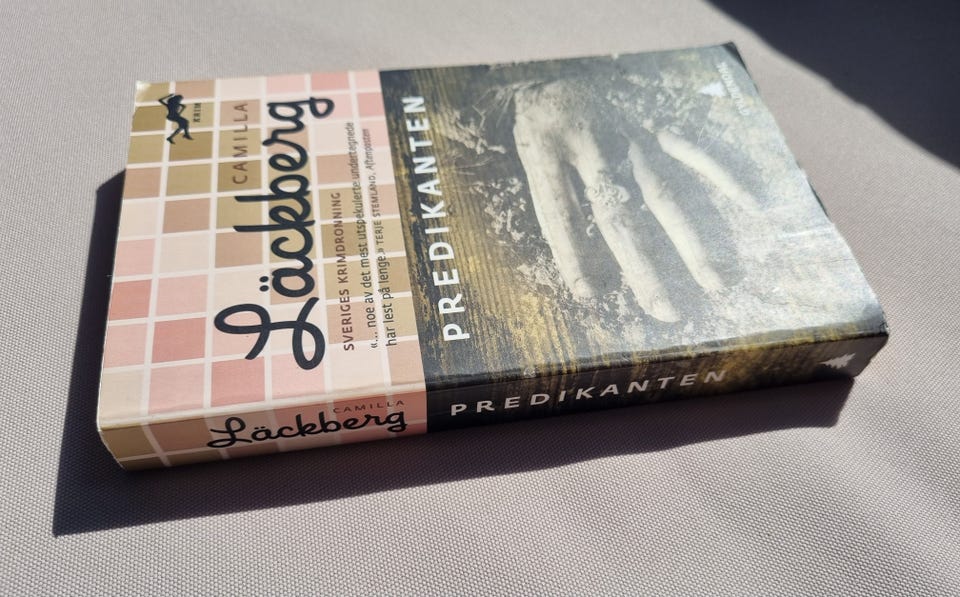 KRIM
CAMILLA
Läckberg
SVERIGES KRIMDRONNING
«... noe av det mest utspekulerte undertegnede
har lest på lenge.» TERJE STEMLAND, Aftenposten
PREDIKANTEN
GYLDENDAL
CAMILLA
Läckberg
PREDIKANTEN